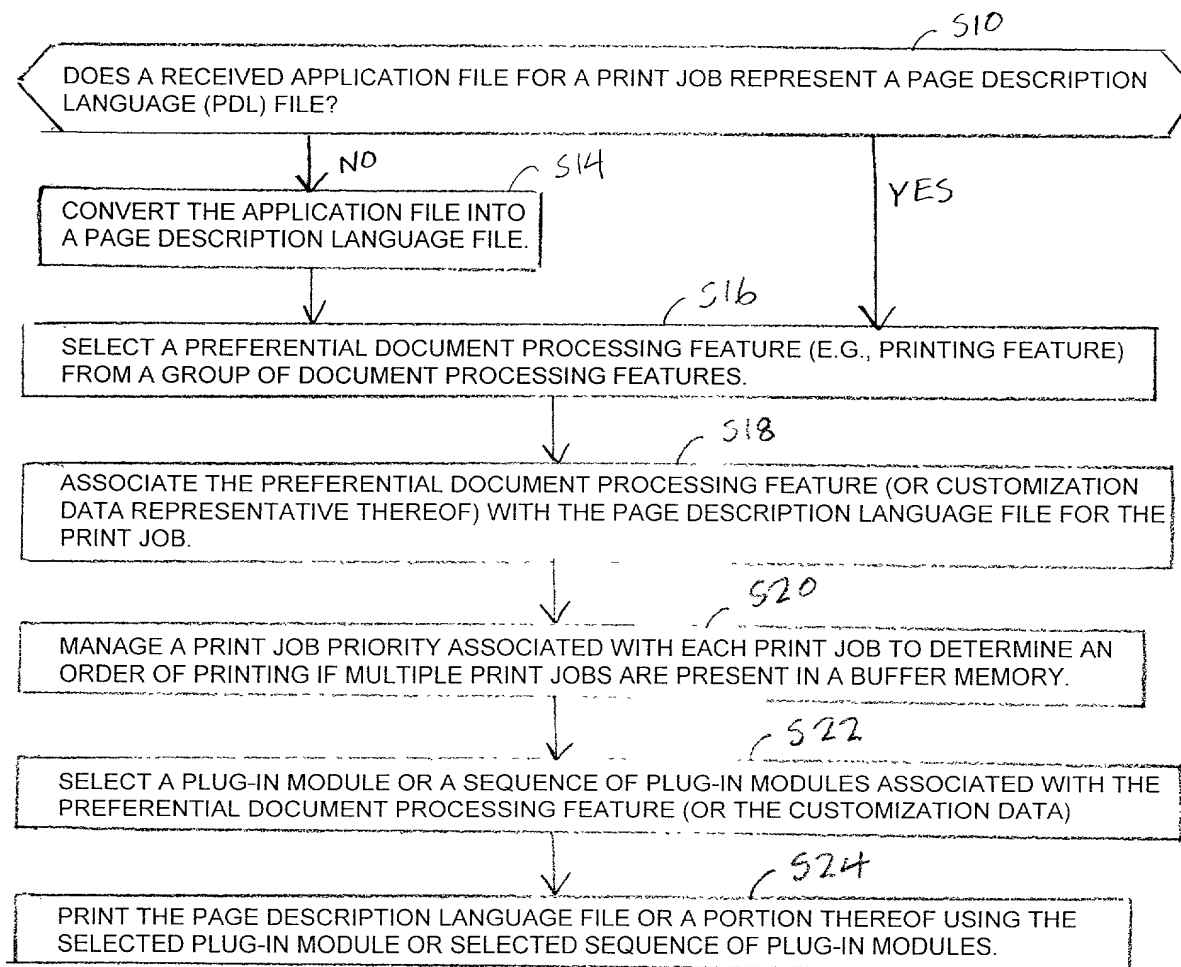 S10
DOES A RECEIVED APPLICATION FILE FOR A PRINT JOB REPRESENT A PAGE DESCRIPTION
LANGUAGE (PDL) FILE?
NO
S14
YES
CONVERT THE APPLICATION FILE INTO
A PAGE DESCRIPTION LANGUAGE FILE.
S16
SELECT A PREFERENTIAL DOCUMENT PROCESSING FEATURE (E.G., PRINTING FEATURE)
FROM A GROUP OF DOCUMENT PROCESSING FEATURES.
S18
ASSOCIATE THE PREFERENTIAL DOCUMENT PROCESSING FEATURE (OR CUSTOMIZATION
DATA REPRESENTATIVE THEREOF) WITH THE PAGE DESCRIPTION LANGUAGE FILE FOR THE
PRINT JOB.
S20
MANAGE A PRINT JOB PRIORITY ASSOCIATED WITH EACH PRINT JOB TO DETERMINE AN
ORDER OF PRINTING IF MULTIPLE PRINT JOBS ARE PRESENT IN A BUFFER MEMORY.
S22
SELECT A PLUG-IN MODULE OR A SEQUENCE OF PLUG-IN MODULES ASSOCIATED WITH THE
PREFERENTIAL DOCUMENT PROCESSING FEATURE (OR THE CUSTOMIZATION DATA)
S24
PRINT THE PAGE DESCRIPTION LANGUAGE FILE OR A PORTION THEREOF USING THE
SELECTED PLUG-IN MODULE OR SELECTED SEQUENCE OF PLUG-IN MODULES.